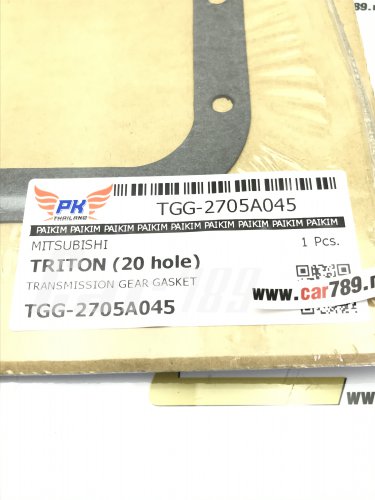 789.
PK
THAILAND
TGG-2705A045
PAIKIM PAIKIM PAIKIM PAIKIM PAIKIM PAIKIM PAIKIM PAIKIM PAIKIM
MITSUBISHI
1 Pcs.
TRITON (20 hole)
TRANSMISSION GEAR GASKET
www.car789.
TGG-2705A045